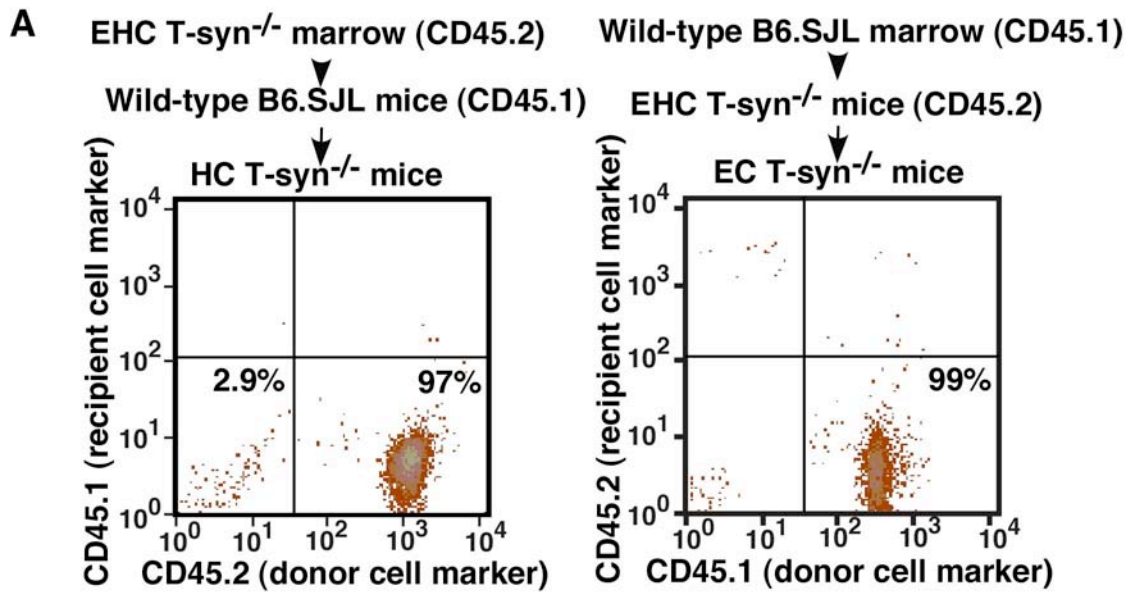 A
EHC T-syn-/- marrow (CD45.2)
Wild-type B6.SJL mice (CD45.1)
HC T-syn-/- mice
CD45.1 (recipient cell marker)
10^4
10^3
10^2
10^1
10^0
2.9%
97%
10^0 10^1 10^2 10^3 10^4
CD45.2 (donor cell marker)
Wild-type B6.SJL marrow (CD45.1)
EHC T-syn-/- mice (CD45.2)
EC T-syn-/- mice
CD45.2 (recipient cell marker)
10^4
10^3
10^2
10^1
10^0
99%
10^0 10^1 10^2 10^3 10^4
CD45.1 (donor cell marker)